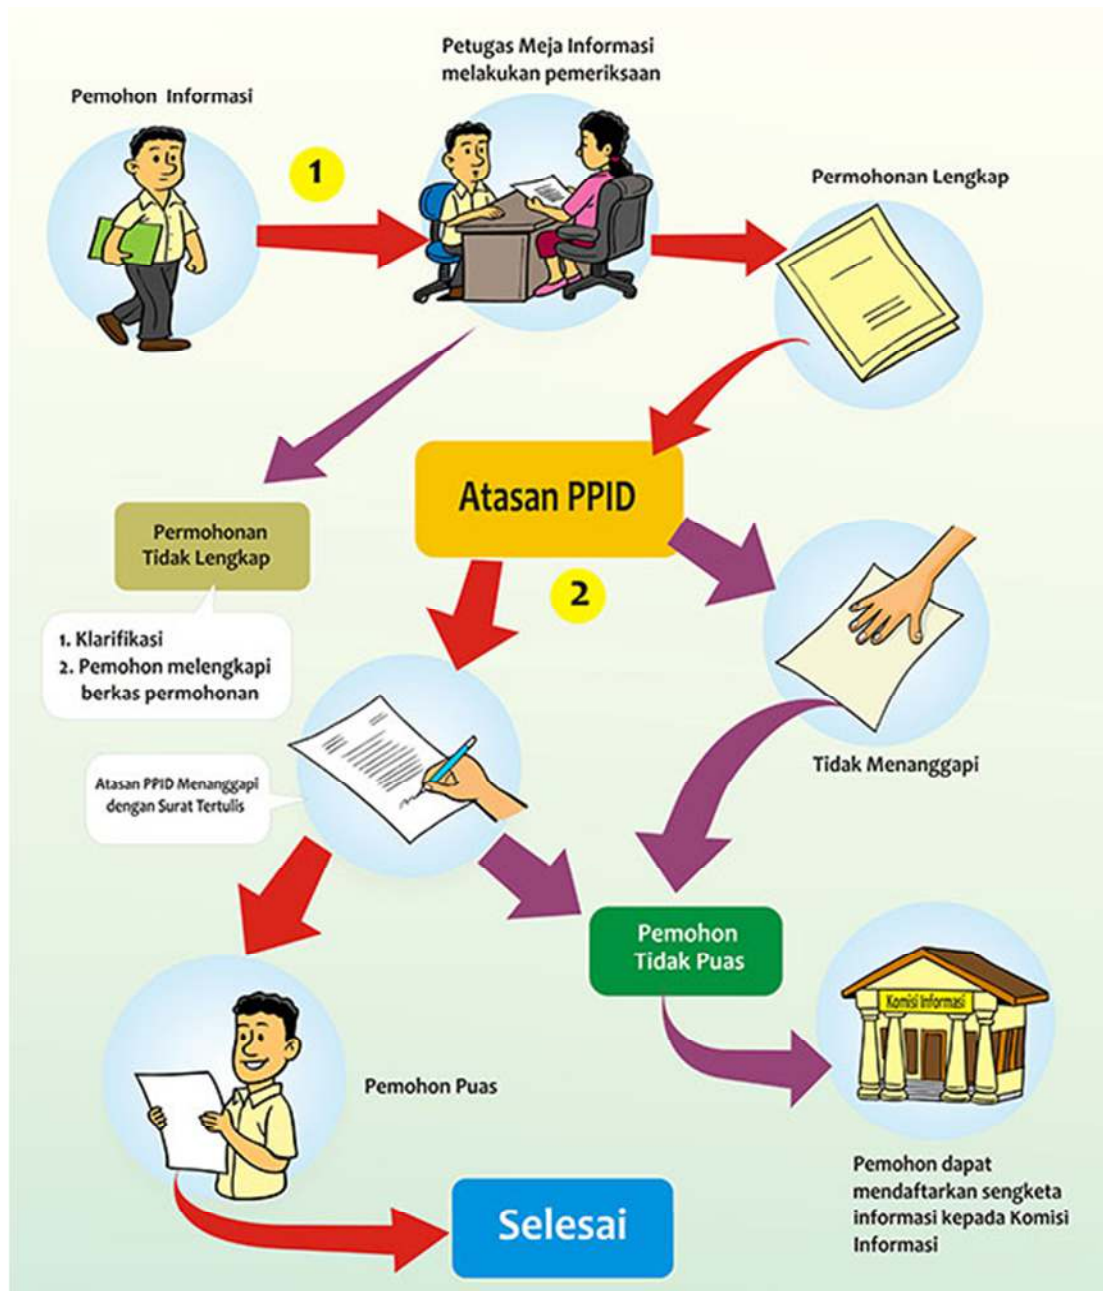 Petugas Meja Informasi
melakukan pemeriksaan
Pemohon Informasi
1
Permohonan Lengkap
Atasan PPID
Permohonan
Tidak Lengkap
2
1. Klarifikasi
2. Pemohon melengkapi
berkas permohonan
Tidak Menanggapi
Atasan PPID Menanggapi
dengan Surat Tertulis
Pemohon
Tidak Puas
Komisi Informasi
Pemohon Puas
Pemohon dapat
mendaftarkan sengketa
informasi kepada Komisi
Informasi
Selesai